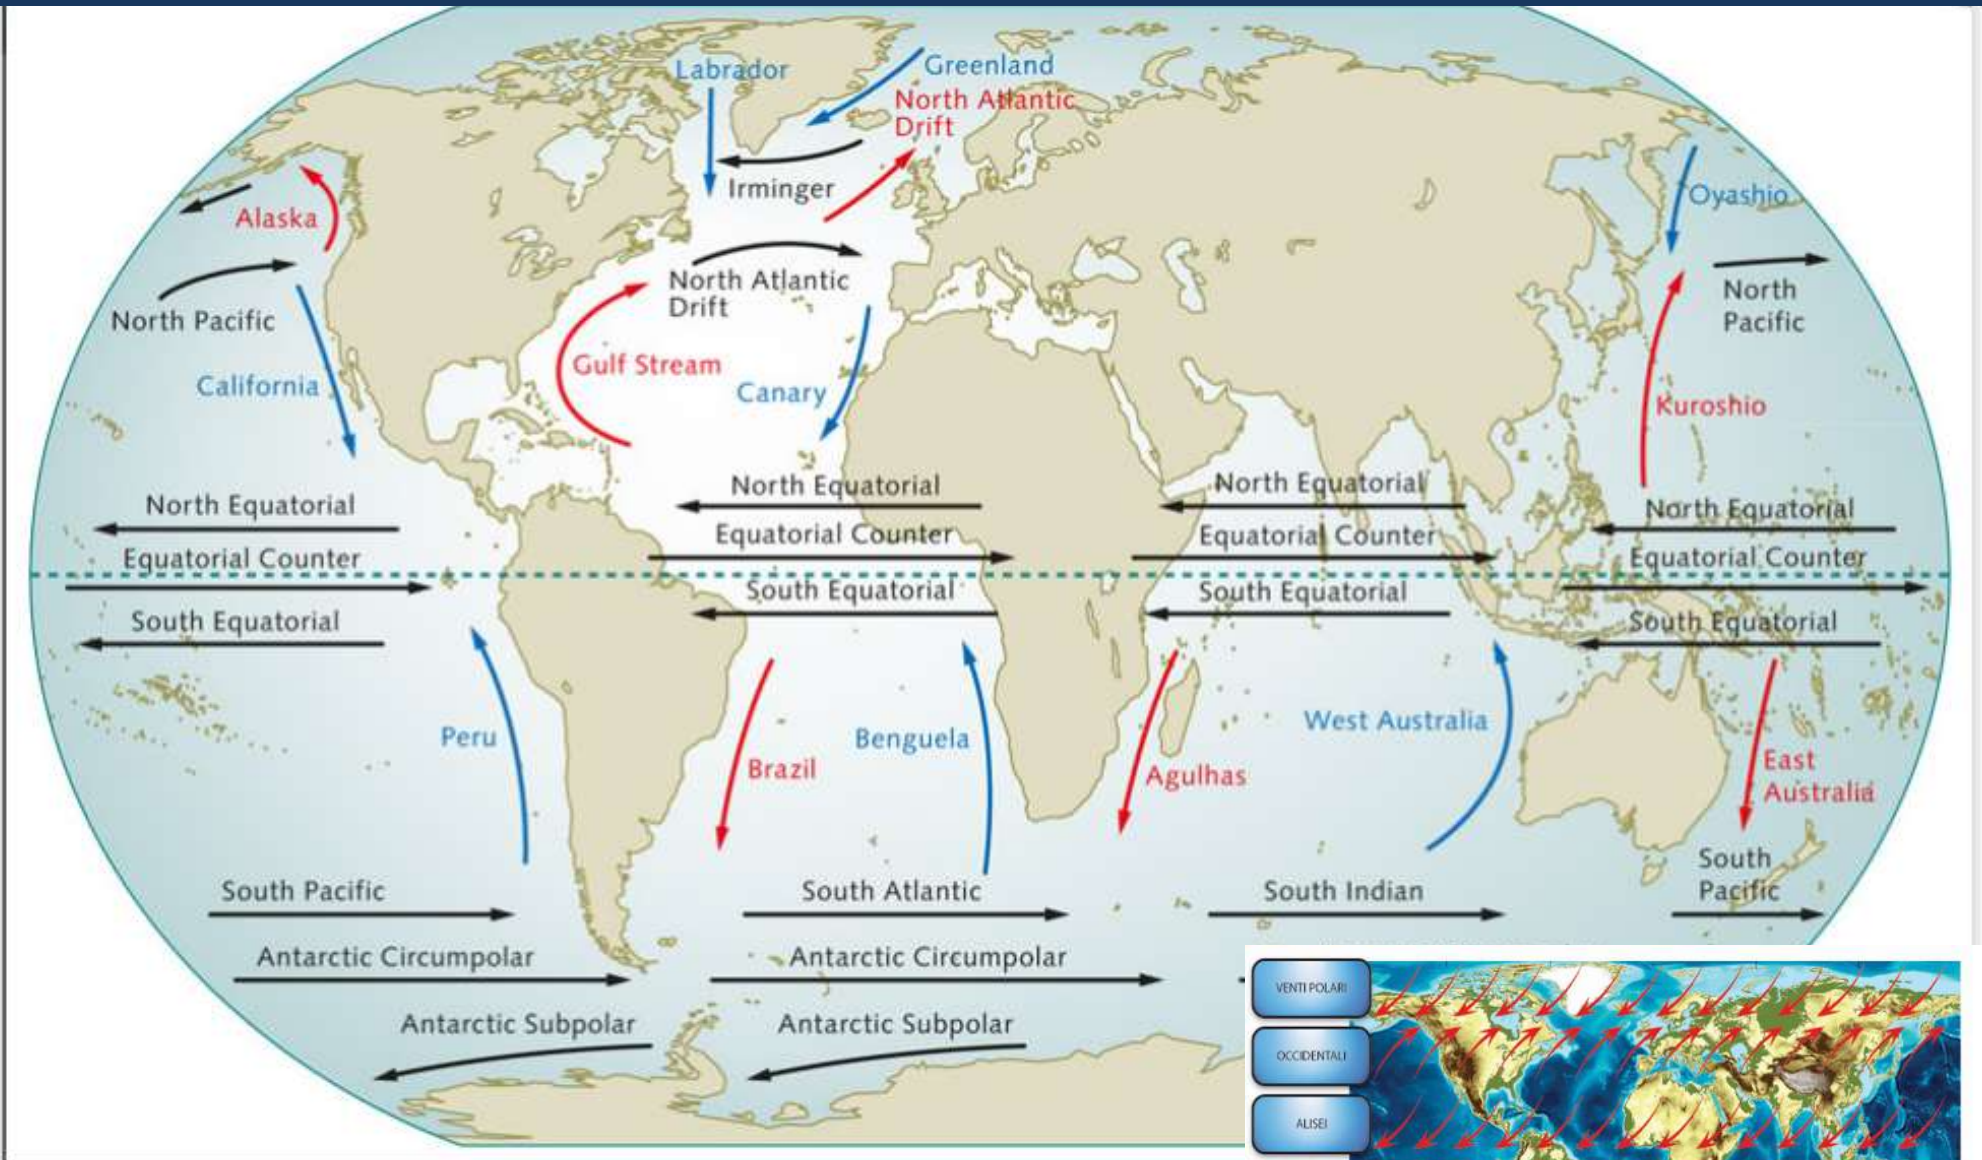 Labrador
Greenland
North Atlantic
Drift
Irminger
Alaska
Oyashio
North Atlantic
Drift
North Pacific
North
Pacific
Gulf Stream
California
Canary
Kuroshio
North Equatorial
North Equatorial
North Equatorial
North Equatorial
Equatorial Counter
Equatorial Counter
Equatorial Counter
Equatorial Counter
South Equatorial
South Equatorial
South Equatorial
South Equatorial
Peru
Brazil
Benguela
Agulhas
West Australia
East
Australia
South Pacific
South Atlantic
South Indian
South
Pacific
Antarctic Circumpolar
Antarctic Circumpolar
Antarctic Subpolar
Antarctic Subpolar
VENTI POLARI
OCCIDENTALI
ALISEI